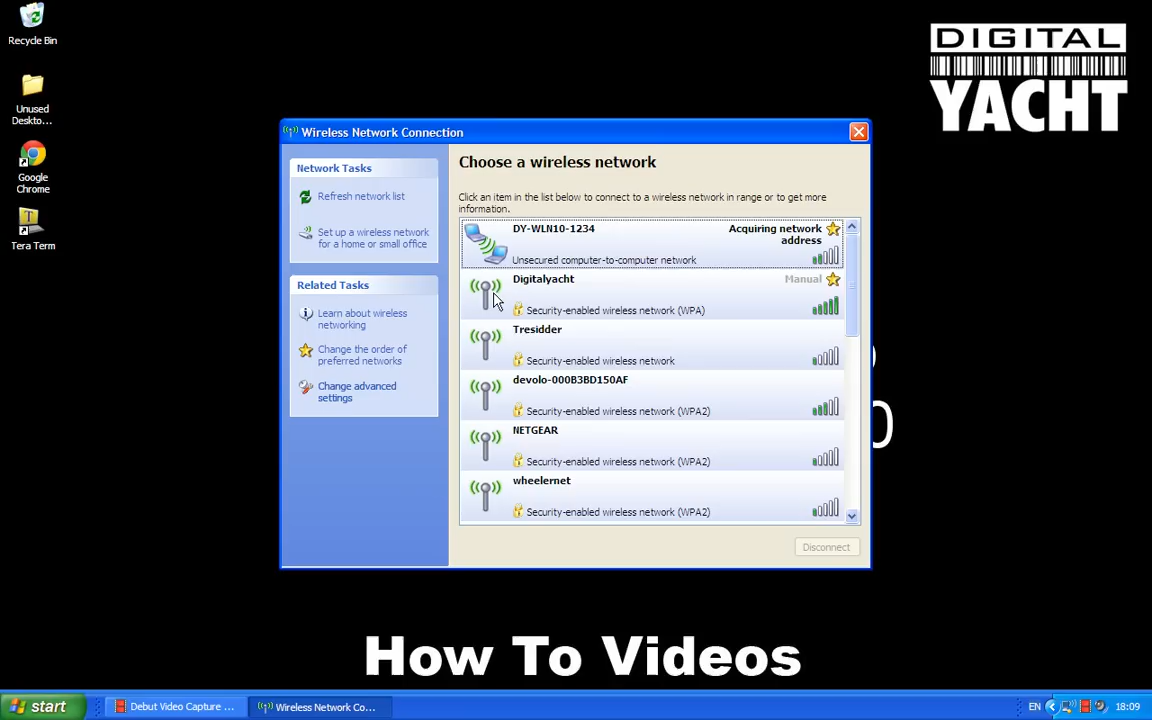 Recycle Bin
Unused
Deskto...
Google
Chrome
Tera Term
DIGITAL
YACHT
Wireless Network Connection
Network Tasks
Refresh network list
Set up a wireless network
for a home or small office
Related Tasks
Learn about wireless
networking
Change the order of
preferred networks
Change advanced
settings
Choose a wireless network
Click an item in the list below to connect to a wireless network in range or to get more
information.
DY-WLN10-1234
Acquiring network
address
Unsecured computer-to-computer network
Digitalyacht
Manual
Security-enabled wireless network (WPA)
Tresidder
Security-enabled wireless network
devolo-000B3BD150AF
Security-enabled wireless network (WPA2)
NETGEAR
Security-enabled wireless network (WPA2)
wheelernet
Security-enabled wireless network (WPA2)
Disconnect
How To Videos
start
Debut Video Capture ...
Wireless Network Co...
EN
18:09